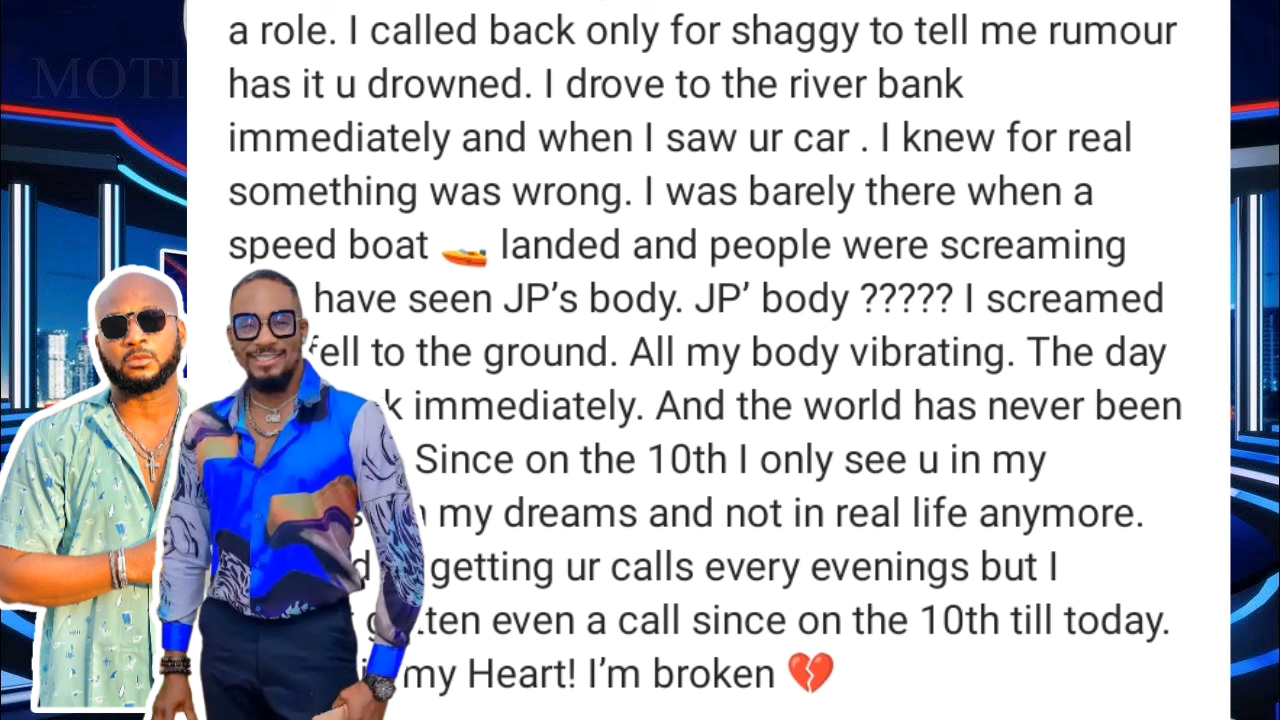 MOTI
a role. I called back only for shaggy to tell me rumour
has it u drowned. I drove to the river bank
immediately and when I saw ur car . I knew for real
something was wrong. I was barely there when a
speed boat 🚤 landed and people were screaming
have seen JP’s body. JP’ body ????? I screamed
fell to the ground. All my body vibrating. The day
k immediately. And the world has never been
Since on the 10th I only see u in my
my dreams and not in real life anymore.
getting ur calls every evenings but I
ten even a call since on the 10th till today.
my Heart! I’m broken 💔